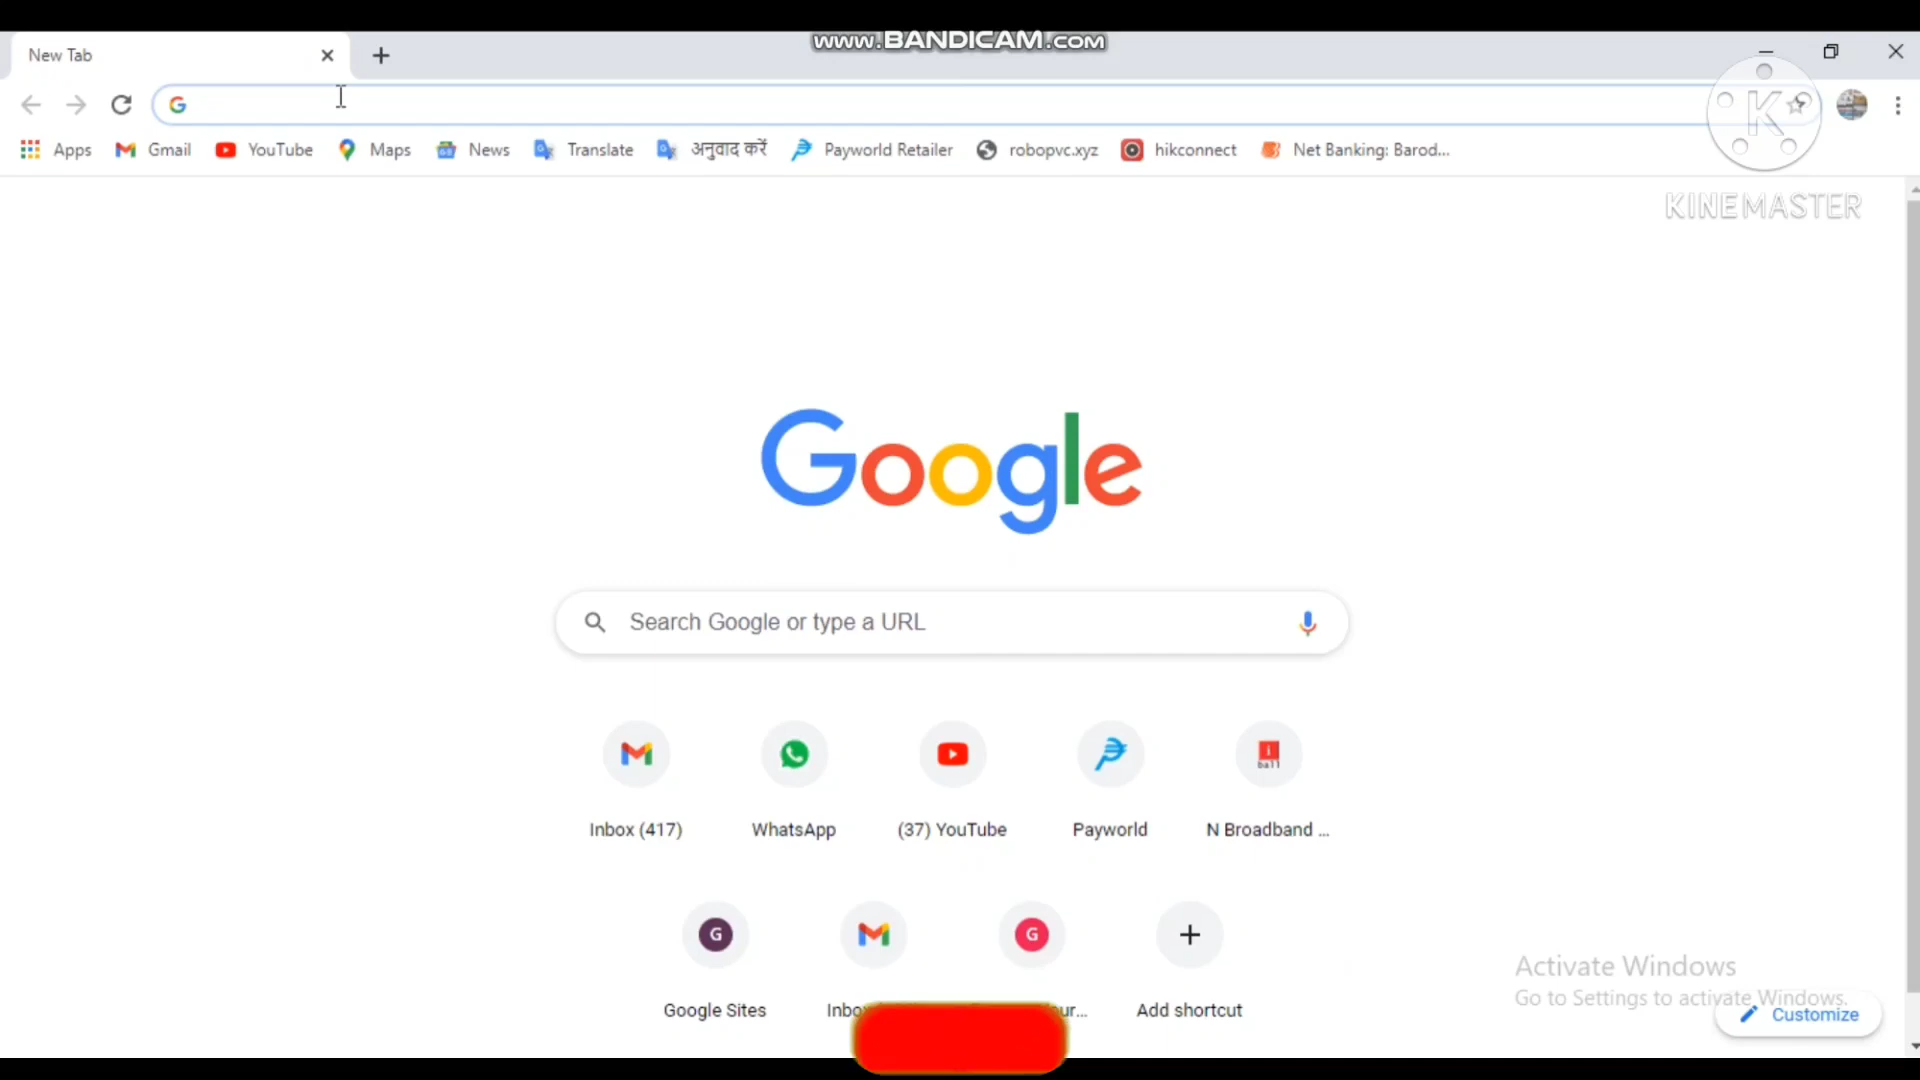 www.BANDICAM.com
New Tab
Apps Gmail YouTube Maps News Translate अनुवाद करें Payworld Retailer robopvc.xyz hikconnect Net Banking: Barod...
K
KINEMASTER
Google
Search Google or type a URL
Inbox (417) WhatsApp (37) YouTube Payworld N Broadband ...
Google Sites Add shortcut
Activate Windows
Go to Settings to activate Windows.
Customize